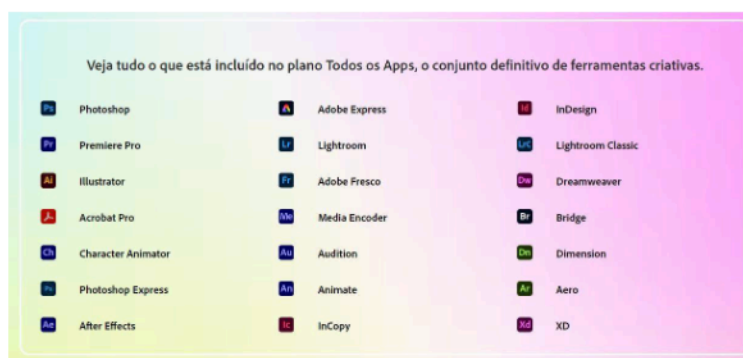 Veja tudo o que está incluído no plano Todos os Apps, o conjunto definitivo de ferramentas criativas.
Ps Photoshop
Adobe Express
Id InDesign
Pr Premiere Pro
Lr Lightroom
LrC Lightroom Classic
Ai Illustrator
Fr Adobe Fresco
Dw Dreamweaver
Acrobat Pro
Me Media Encoder
Br Bridge
Ch Character Animator
Au Audition
Dn Dimension
Ps Photoshop Express
An Animate
Ar Aero
Ae After Effects
Ic InCopy
Xd XD